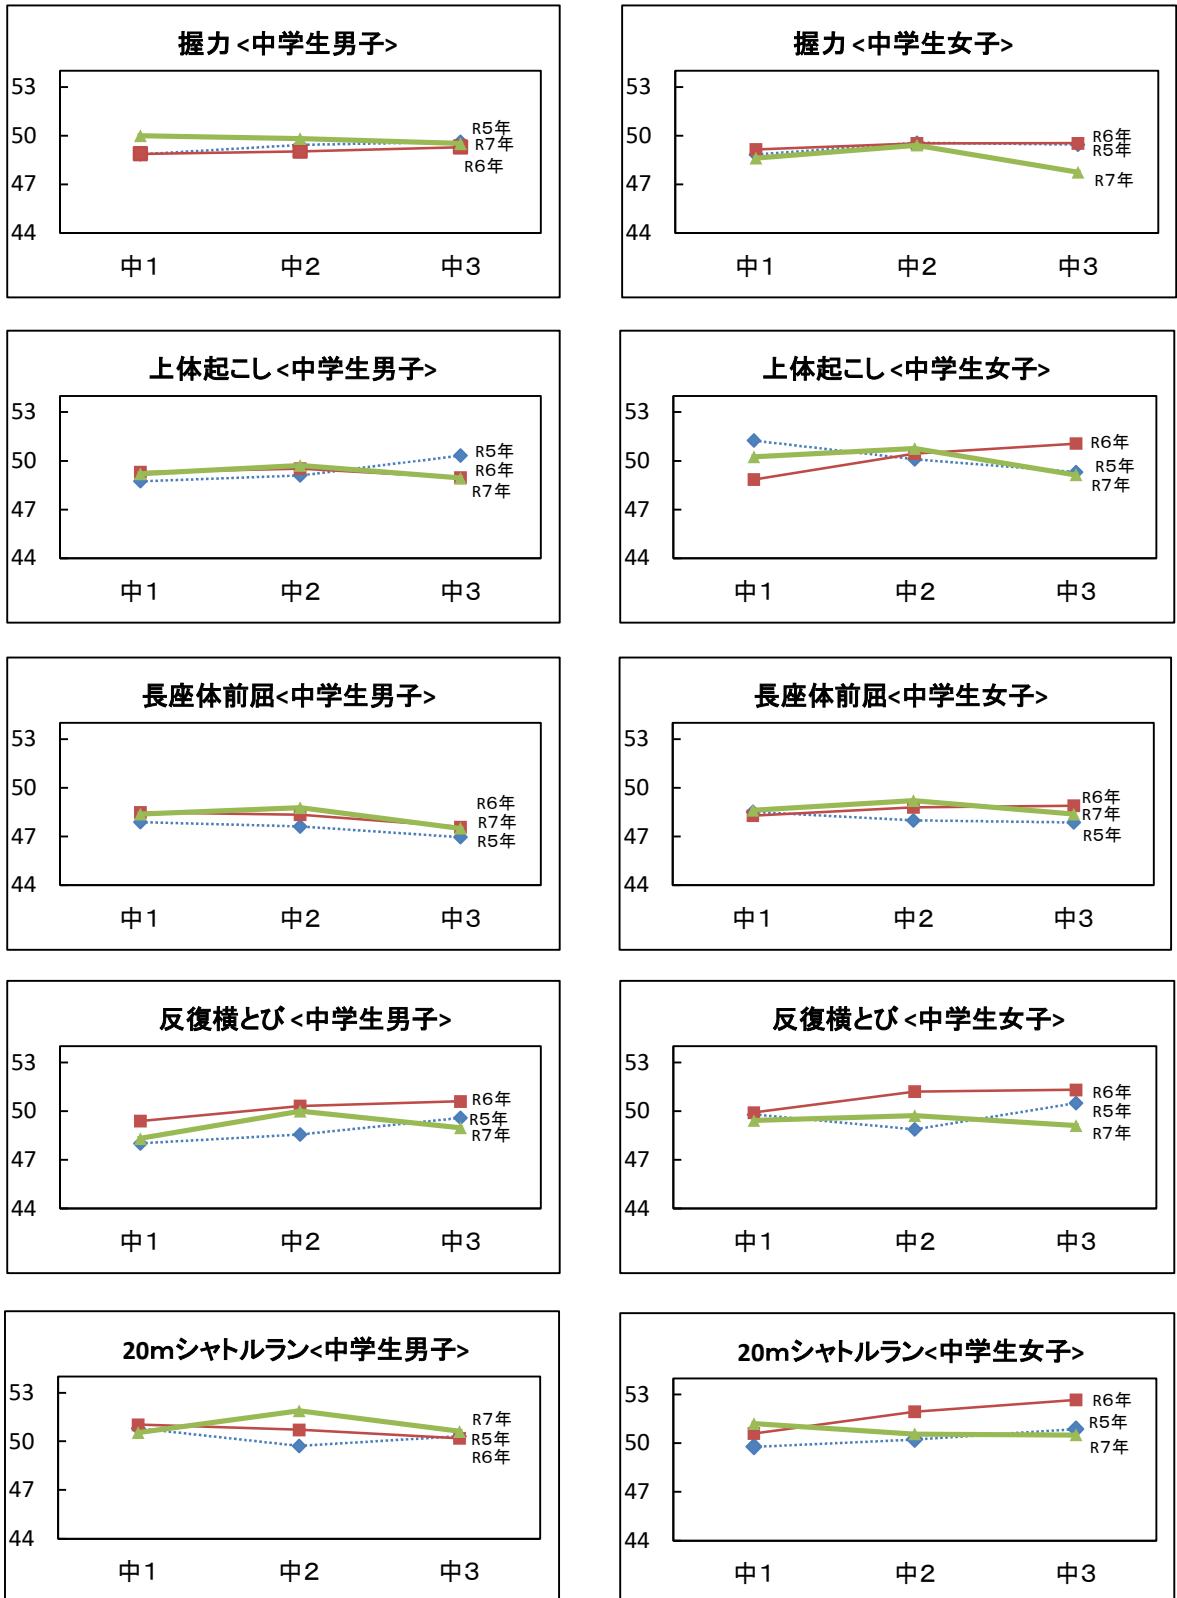 握力<中学生男子>
53
50
47
44
R5年
R7年
R6年
中1 中2 中3
握力<中学生女子>
53
50
47
44
R6年
R5年
R7年
中1 中2 中3
上体起こし<中学生男子>
53
50
47
44
R5年
R6年
R7年
中1 中2 中3
上体起こし<中学生女子>
53
50
47
44
R6年
R5年
R7年
中1 中2 中3
長座体前屈<中学生男子>
53
50
47
44
R6年
R7年
R5年
中1 中2 中3
長座体前屈<中学生女子>
53
50
47
44
R6年
R7年
R5年
中1 中2 中3
反復横とび<中学生男子>
53
50
47
44
R6年
R5年
R7年
中1 中2 中3
反復横とび<中学生女子>
53
50
47
44
R6年
R5年
R7年
中1 中2 中3
20mシャトルラン<中学生男子>
53
50
47
44
R7年
R5年
R6年
中1 中2 中3
20mシャトルラン<中学生女子>
53
50
47
44
R6年
R5年
R7年
中1 中2 中3